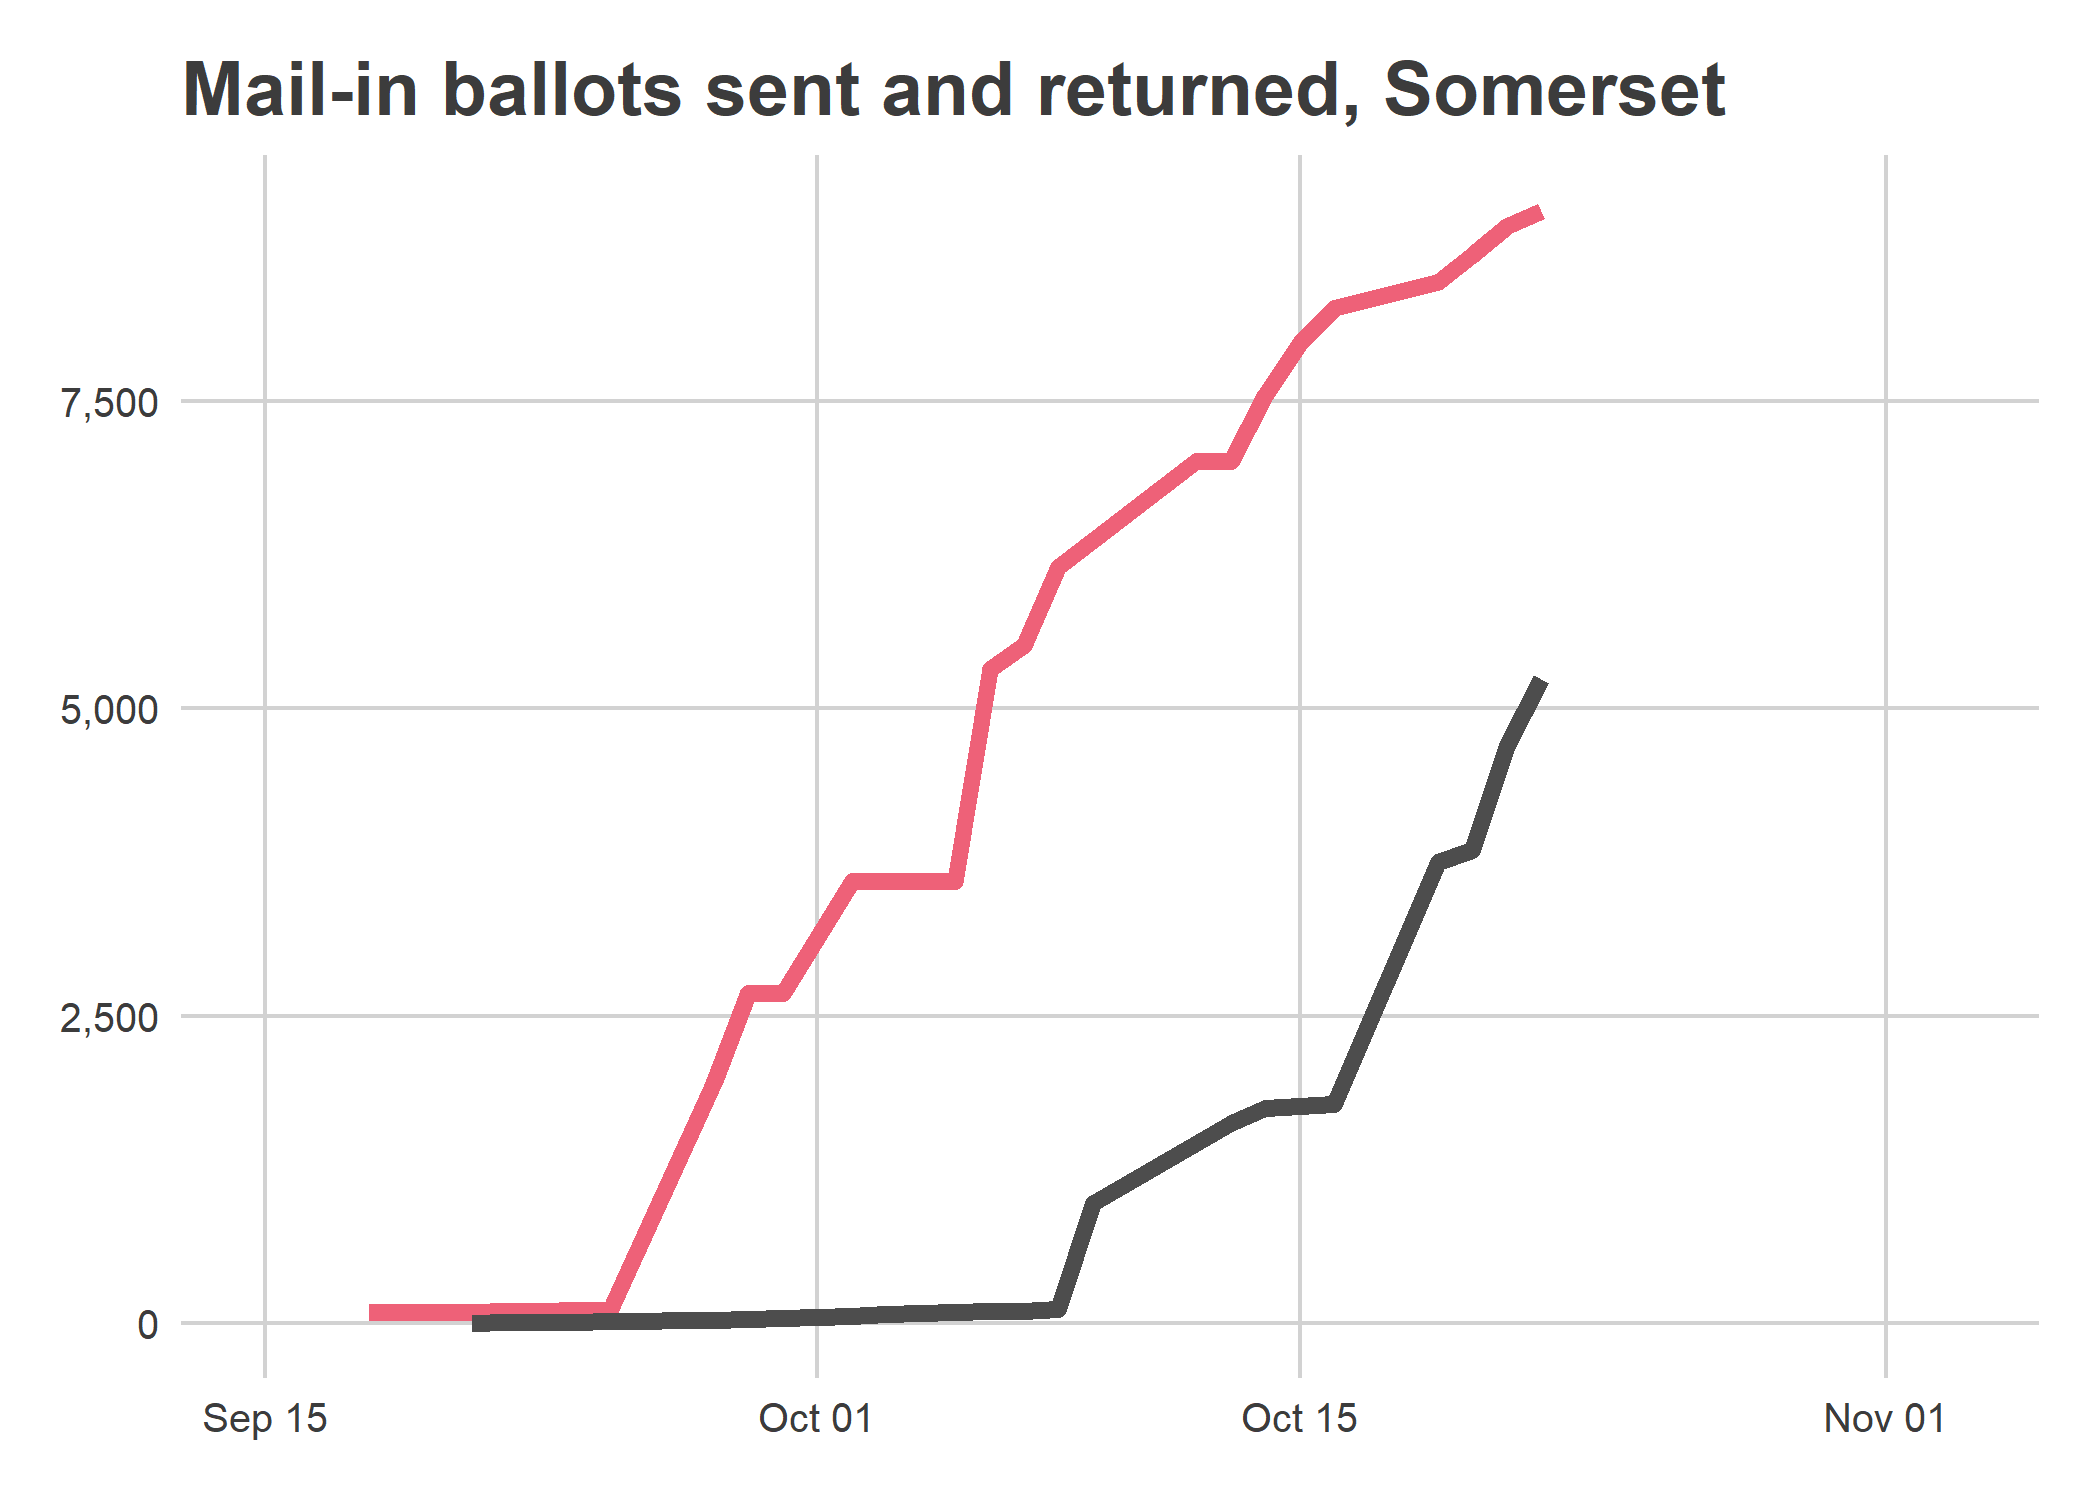 Mail-in ballots sent and returned, Somerset
7,500
5,000
2,500
0
Sep 15
Oct 01
Oct 15
Nov 01